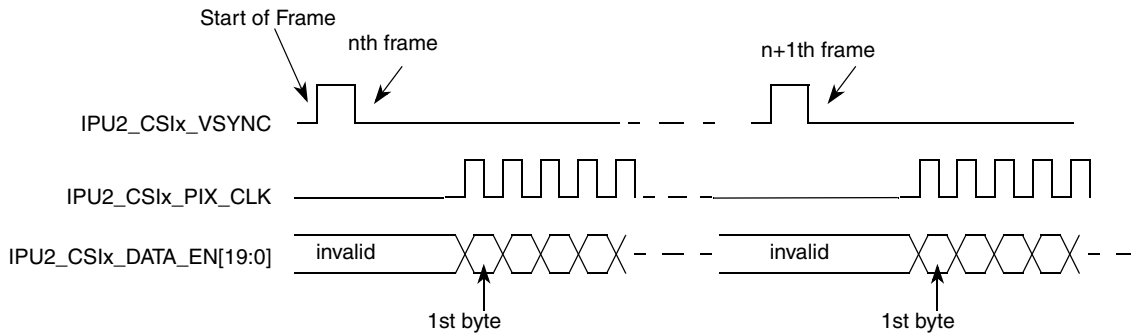 Start of Frame
nth frame
n+1th frame
IPU2_CSIx_VSYNC
IPU2_CSIx_PIX_CLK
IPU2_CSIx_DATA_EN[19:0]
invalid
invalid
1st byte
1st byte